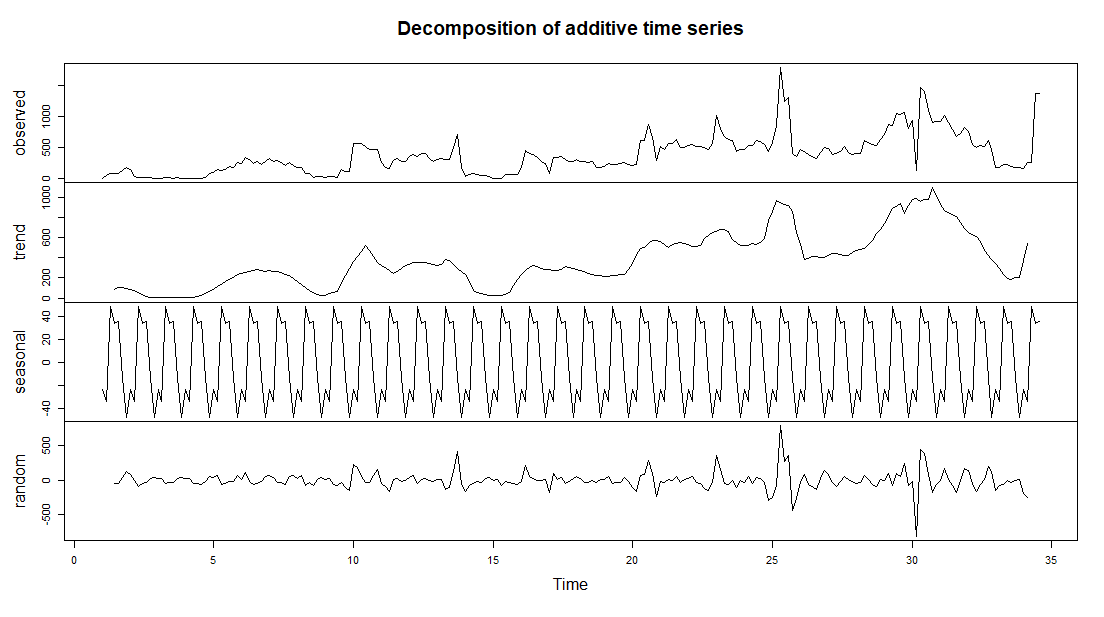 Decomposition of additive time series
observed
0 500 1000
trend
0 200 600 1000
seasonal
40 0 20 40
random
-500 0 500
0 5 10 15 20 25 30 35
Time